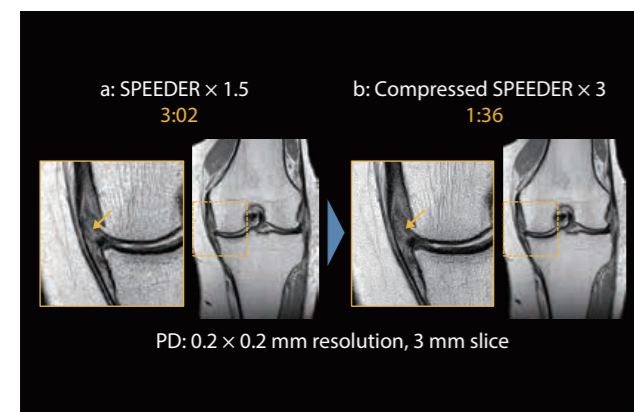 a: SPEEDER × 1.5
3:02
b: Compressed SPEEDER × 3
1:36
PD: 0.2 × 0.2 mm resolution, 3 mm slice